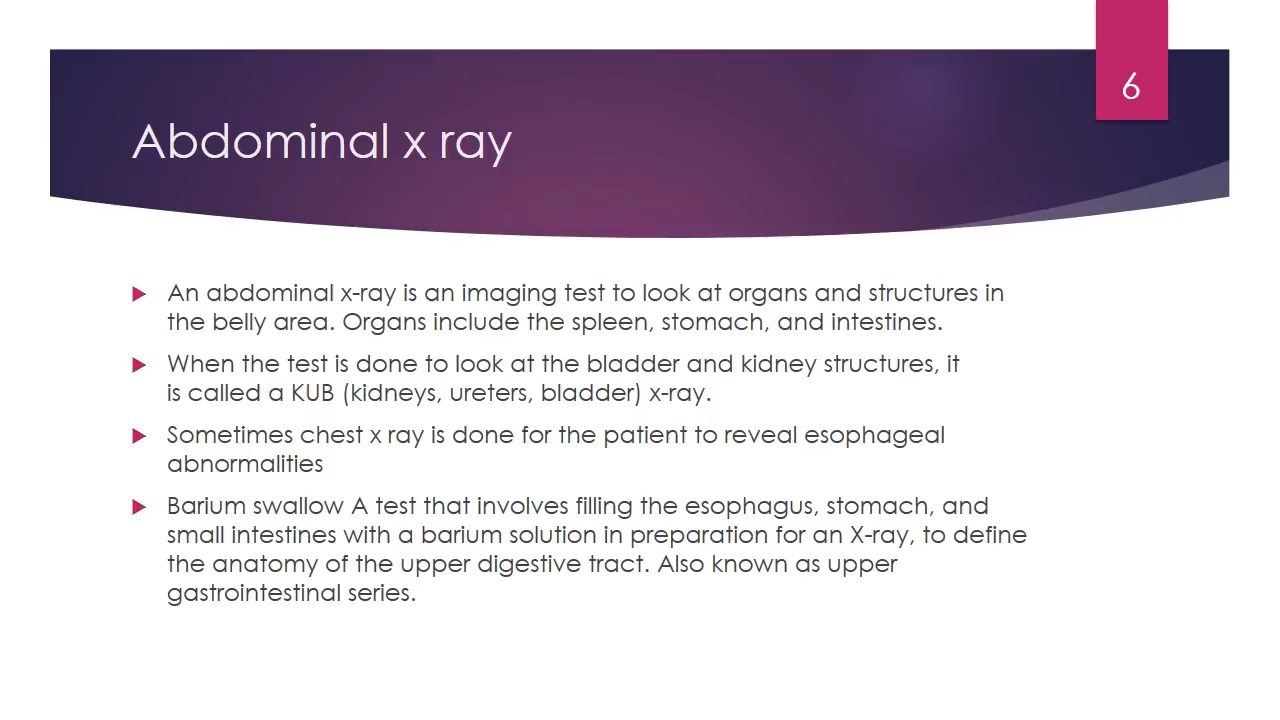 6
Abdominal x ray
An abdominal x-ray is an imaging test to look at organs and structures in
the belly area. Organs include the spleen, stomach, and intestines.
When the test is done to look at the bladder and kidney structures, it
is called a KUB (kidneys, ureters, bladder) x-ray.
Sometimes chest x ray is done for the patient to reveal esophageal
abnormalities
Barium swallow A test that involves filling the esophagus, stomach, and
small intestines with a barium solution in preparation for an X-ray, to define
the anatomy of the upper digestive tract. Also known as upper
gastrointestinal series.